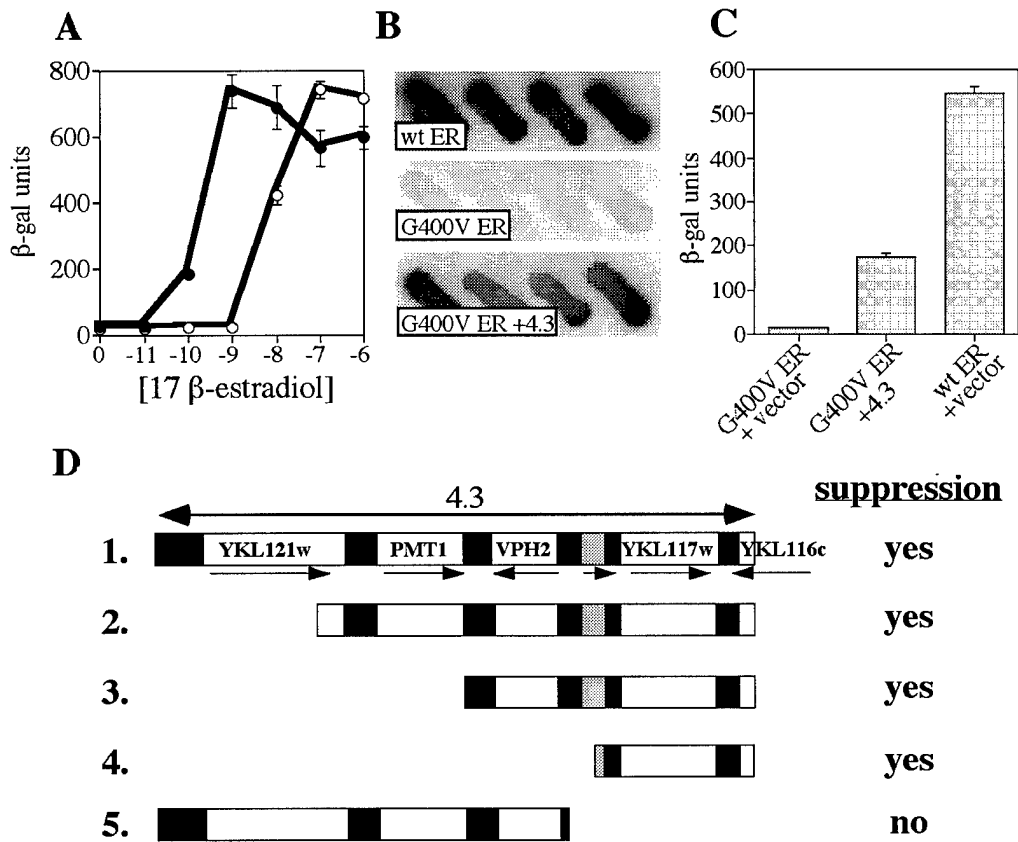 A
800
600
400
200
0
β-gal units
0 -11 -10 -9 -8 -7 -6
[17 β-estradiol]
B
wt ER
G400V ER
G400V ER +4.3
C
600
500
400
300
200
100
0
β-gal units
G400V ER
+ vector
G400V ER
+4.3
wt ER
+vector
D
4.3
suppression
1. YKL121w PMT1 VPH2 YKL117w YKL116c yes
2. yes
3. yes
4. yes
5. no